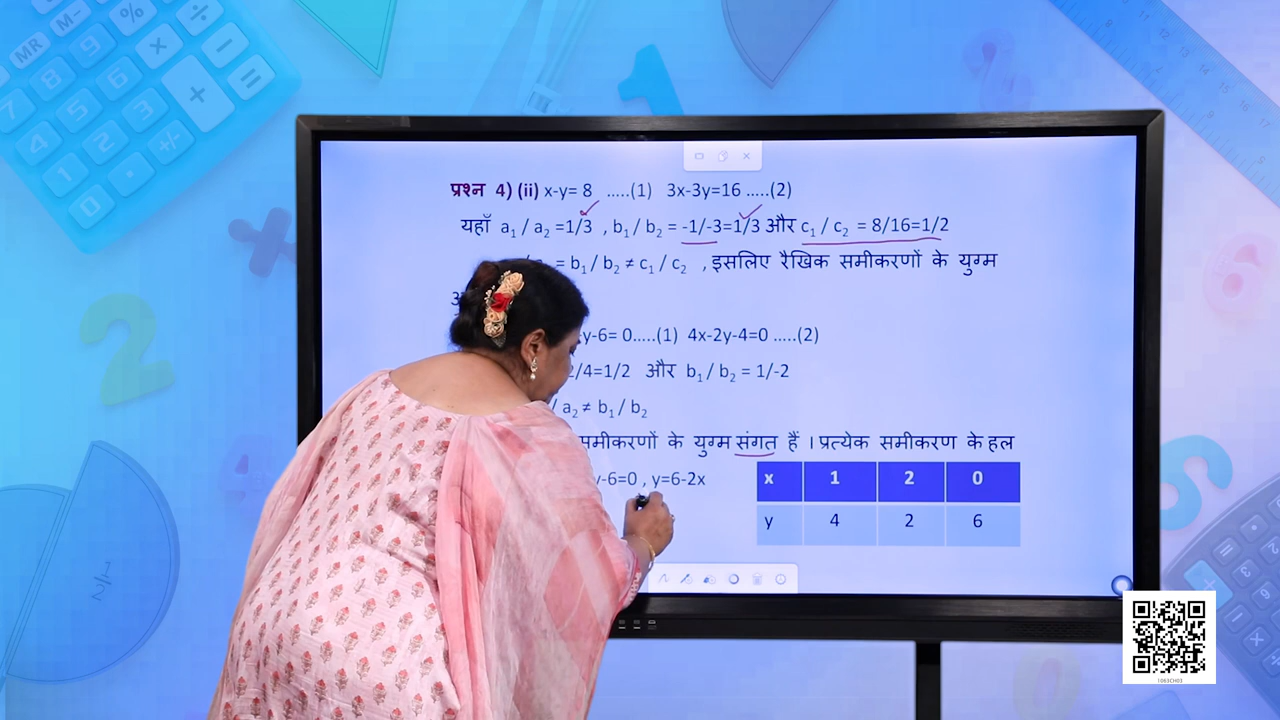 प्रश्न 4) (ii) x-y= 8 .....(1) 3x-3y=16 .....(2)
यहाँ a₁ / a₂ =1/3 , b₁ / b₂ = -1/-3=1/3 और c₁ / c₂ = 8/16=1/2
= b₁ / b₂ ≠ c₁ / c₂ , इसलिए रैखिक समीकरणों के युग्म
y-6= 0.....(1) 4x-2y-4=0 .....(2)
2/4=1/2 और b₁ / b₂ = 1/-2
/ a₂ ≠ b₁ / b₂
समीकरणों के युग्म संगत हैं । प्रत्येक समीकरण के हल
y-6=0 , y=6-2x
x 1 2 0
y 4 2 6
1063CH03